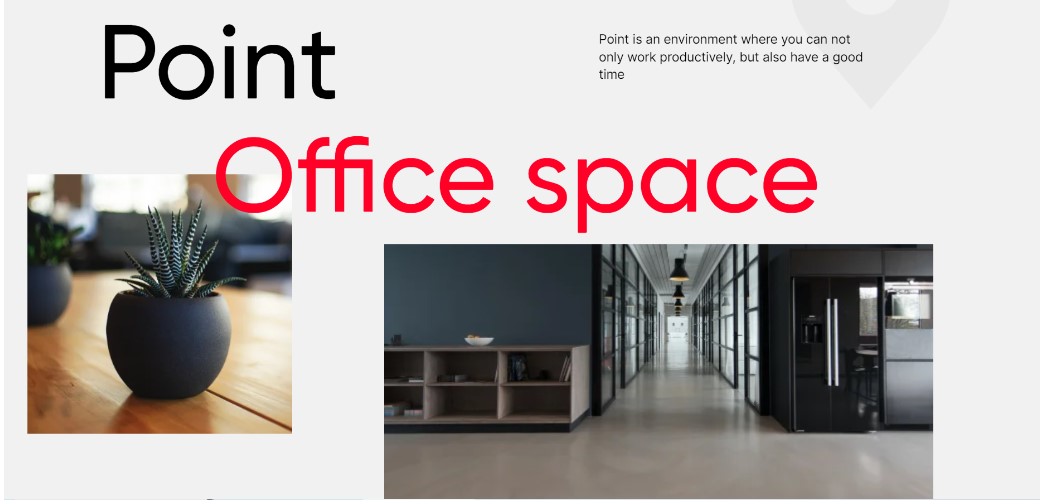 Point
Point is an environment where you can not
only work productively, but also have a good
time
Office space